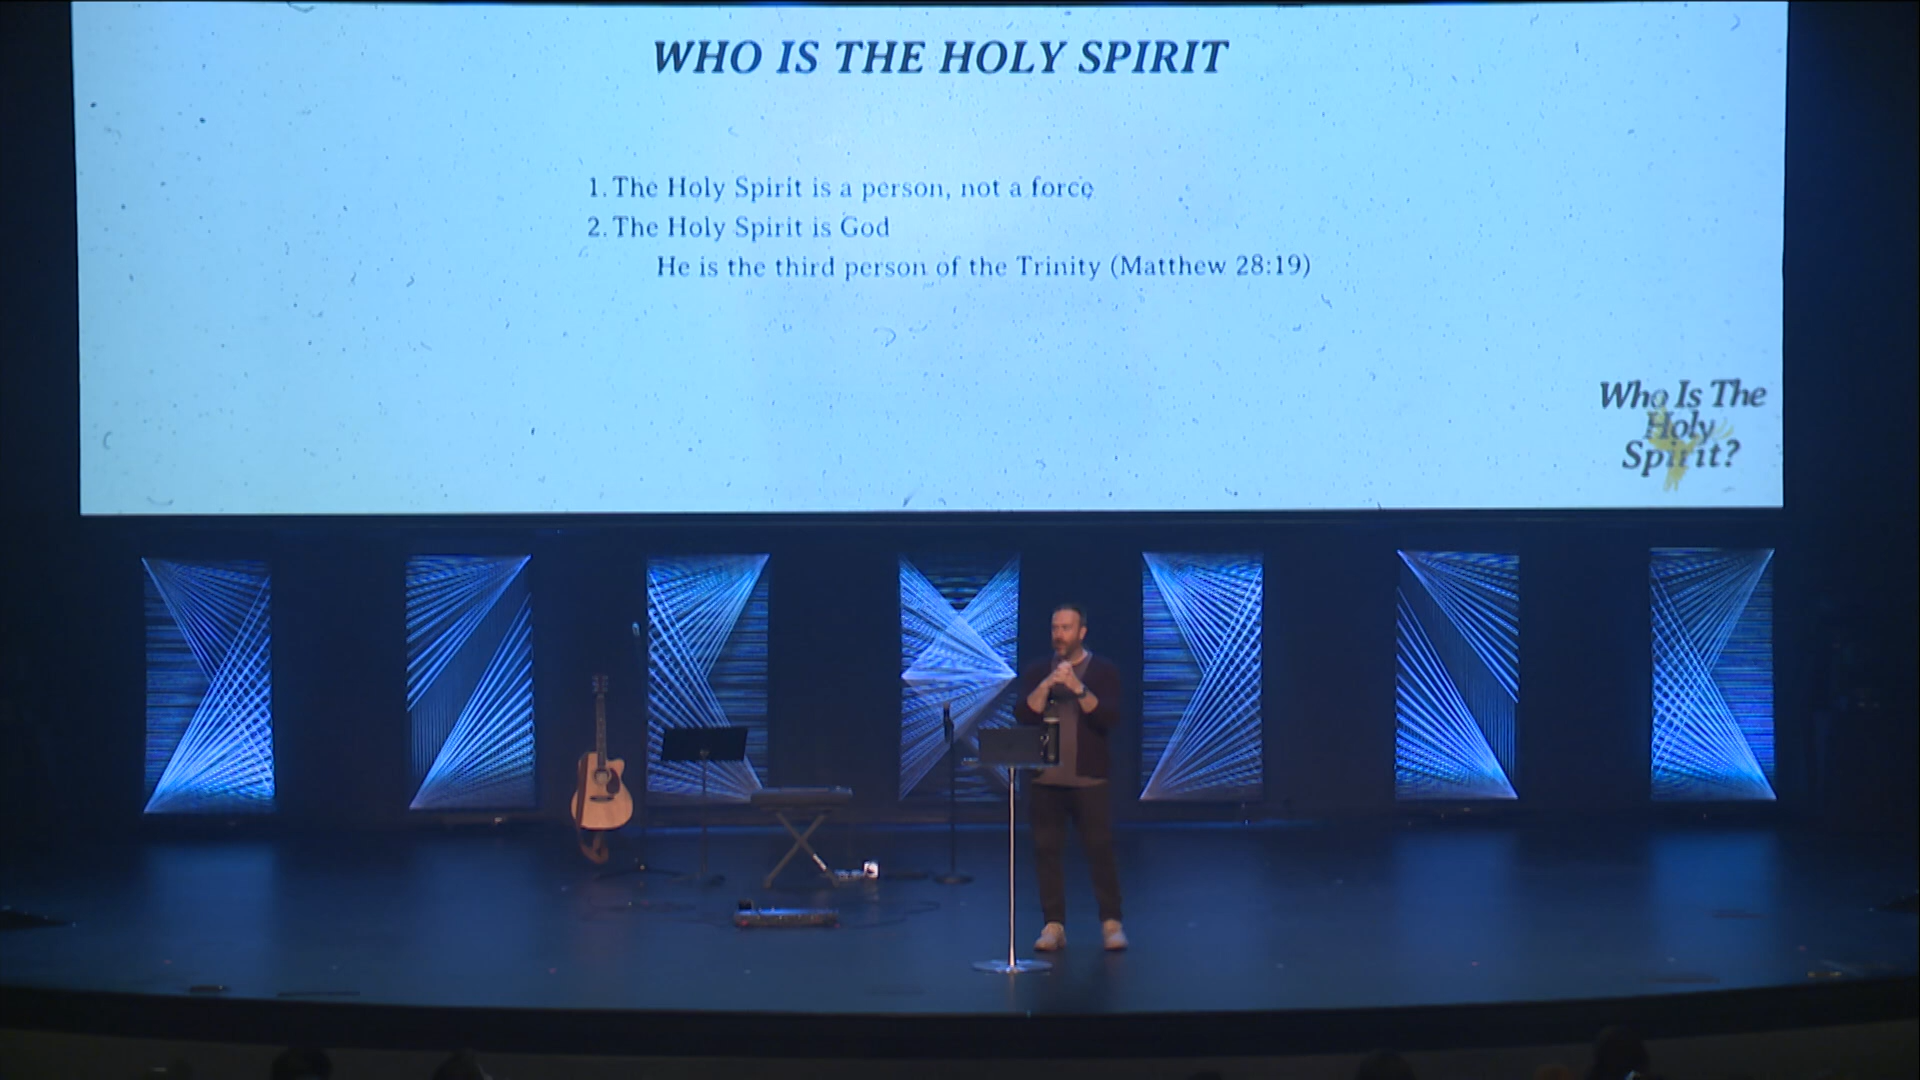 WHO IS THE HOLY SPIRIT
1. The Holy Spirit is a person, not a force
2. The Holy Spirit is God
He is the third person of the Trinity (Matthew 28:19)
Who Is The
Holy
Spirit?